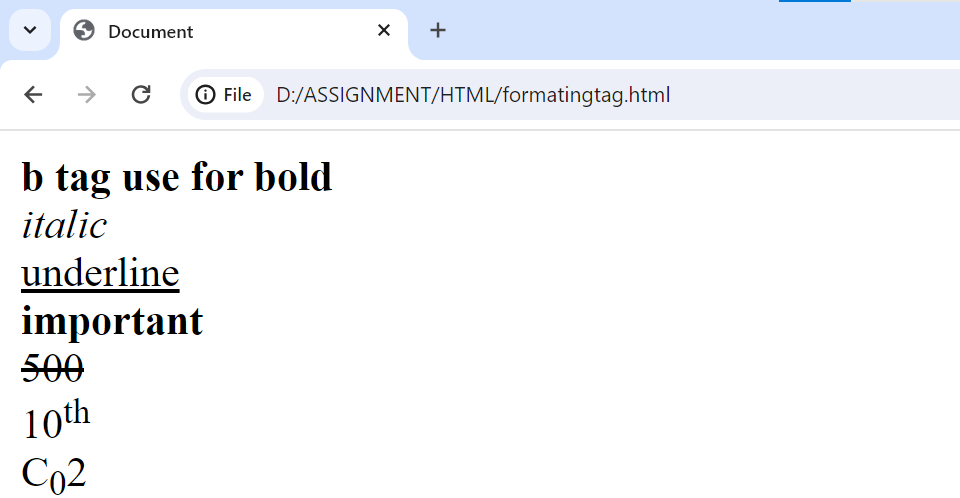 Document
File D:/ASSIGNMENT/HTML/formatingtag.html
b tag use for bold
italic
underline
important
500
10th
C02